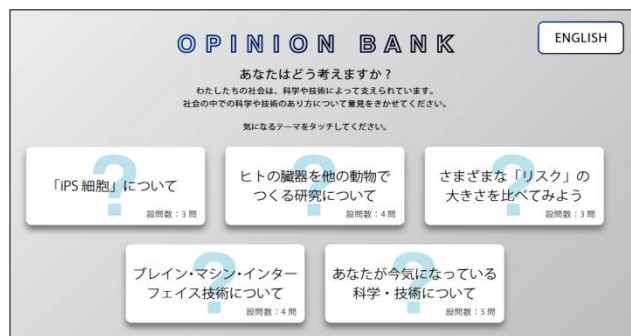 OPINION BANK
ENGLISH
あなたはどう考えますか？
わたしたちの社会は、科学や技術によって支えられています。
社会の中での科学や技術のあり方について意見をきかせてください。
気になるテーマをタッチしてください。
「iPS 細胞」について
設問数：3 問
ヒトの臓器を他の動物で
つくる研究について
設問数：4 問
さまざまな「リスク」の
大きさを比べてみよう
設問数：3 問
ブレイン・マシン・インター
フェイス技術について
設問数：4 問
あなたが今気になっている
科学・技術について
設問数：5 問